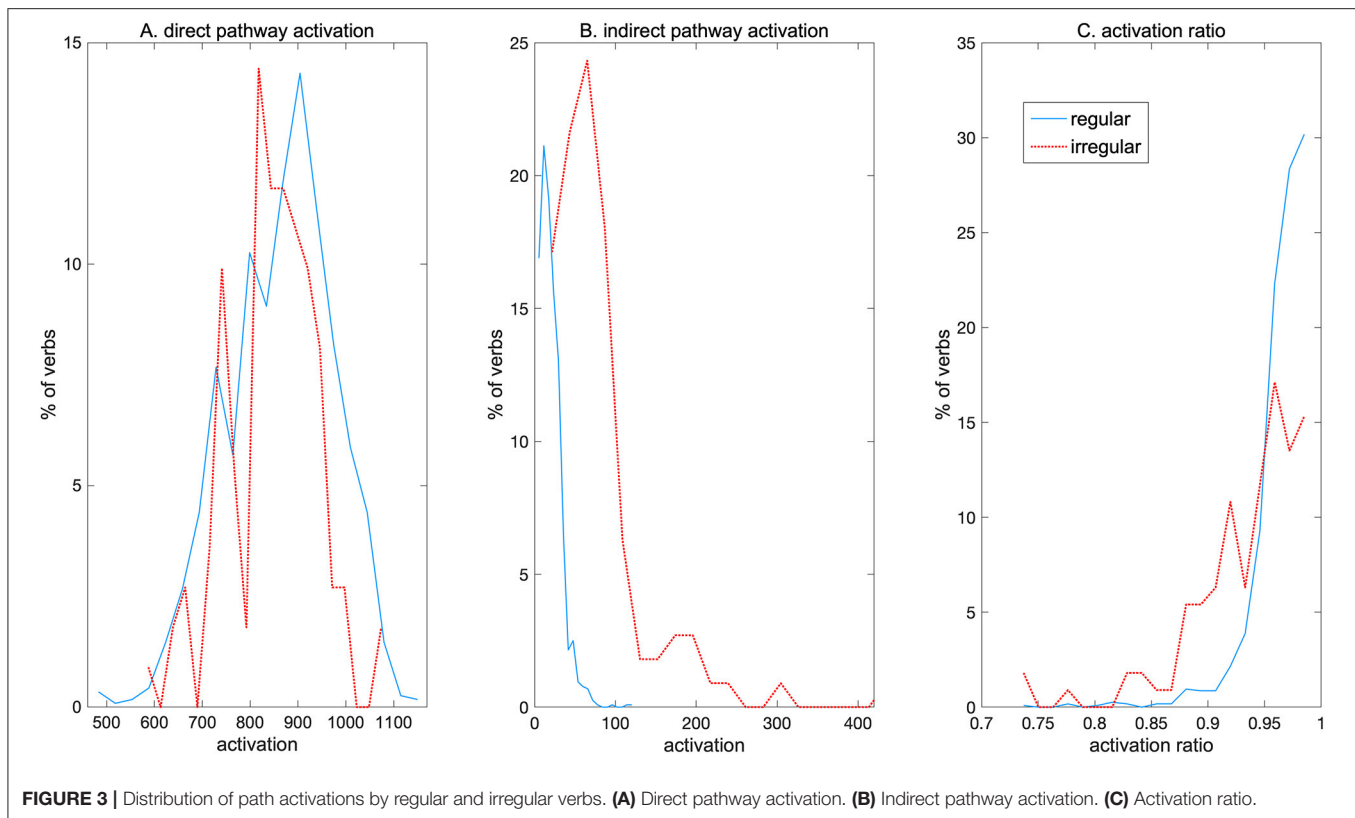 A. direct pathway activation
15
10
5
0
% of verbs
500 600 700 800 900 1000 1100
activation
B. indirect pathway activation
25
20
15
10
5
0
% of verbs
0 100 200 300 400
activation
C. activation ratio
35
30
25
20
15
10
5
0
% of verbs
regular
irregular
0.7 0.75 0.8 0.85 0.9 0.95 1
activation ratio
FIGURE 3 | Distribution of path activations by regular and irregular verbs. (A) Direct pathway activation. (B) Indirect pathway activation. (C) Activation ratio.